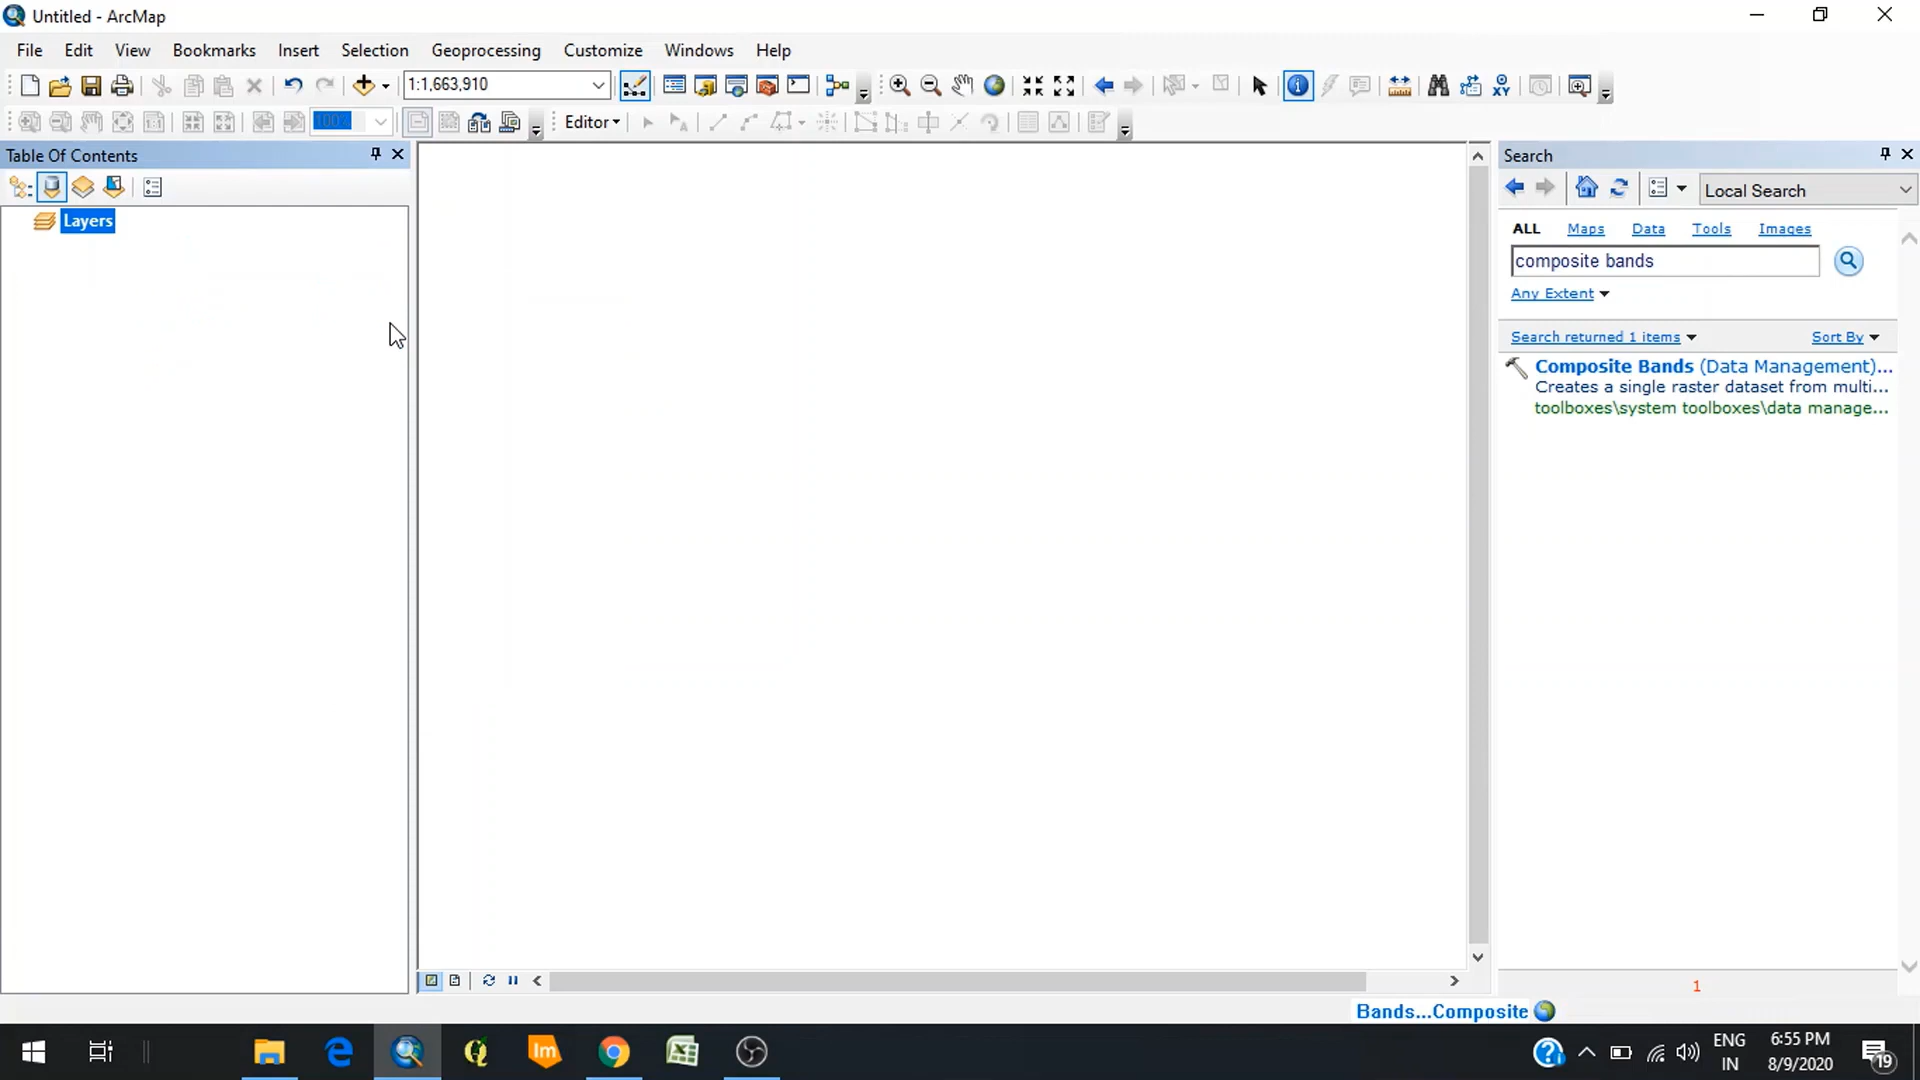 Untitled - ArcMap
File Edit View Bookmarks Insert Selection Geoprocessing Customize Windows Help
1:1,663,910
100%
Editor
Table Of Contents
Layers
Search
Local Search
ALL Maps Data Tools Images
composite bands
Any Extent
Search returned 1 items Sort By
Composite Bands (Data Management)...
Creates a single raster dataset from multi...
toolboxes\system toolboxes\data manage...
1
Bands...Composite
Im
ENG
IN
6:55 PM
8/9/2020
19